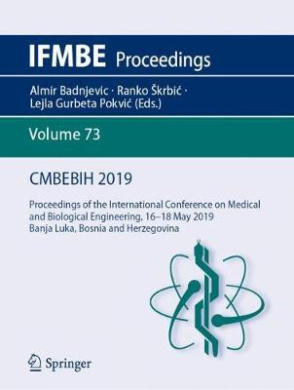 IFMBE Proceedings
Almir Badnjevic · Ranko Škrbić ·
Lejla Gurbeta Pokvić (Eds.)
Volume 73
CMBEBIH 2019
Proceedings of the International Conference on Medical
and Biological Engineering, 16–18 May 2019
Banja Luka, Bosnia and Herzegovina
Springer